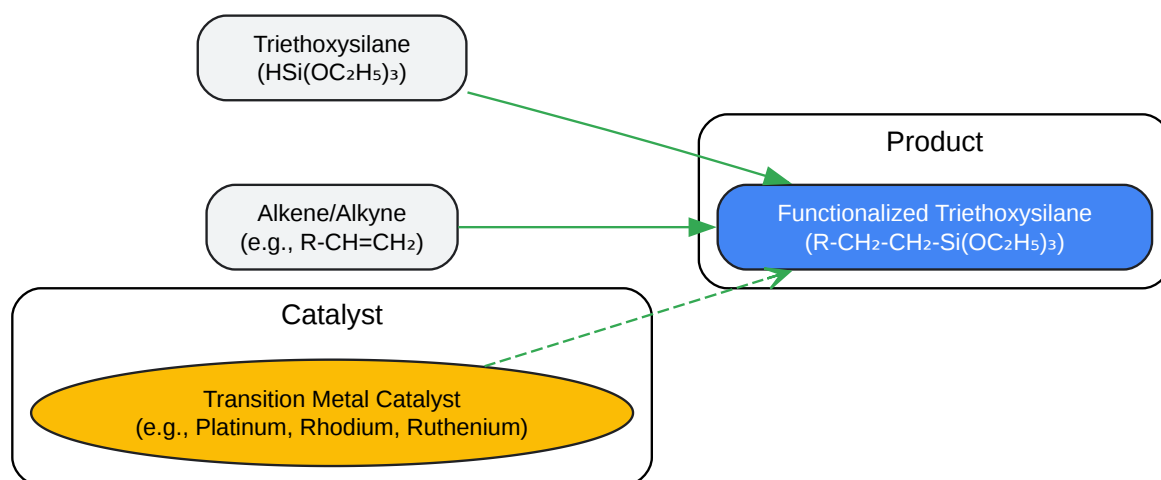 Triethoxysilane
(HSi(OC₂H₅)₃)
Product
Alkene/Alkyne
(e.g., R-CH=CH₂)
Functionalized Triethoxysilane
(R-CH₂-CH₂-Si(OC₂H₅)₃)
Catalyst
Transition Metal Catalyst
(e.g., Platinum, Rhodium, Ruthenium)